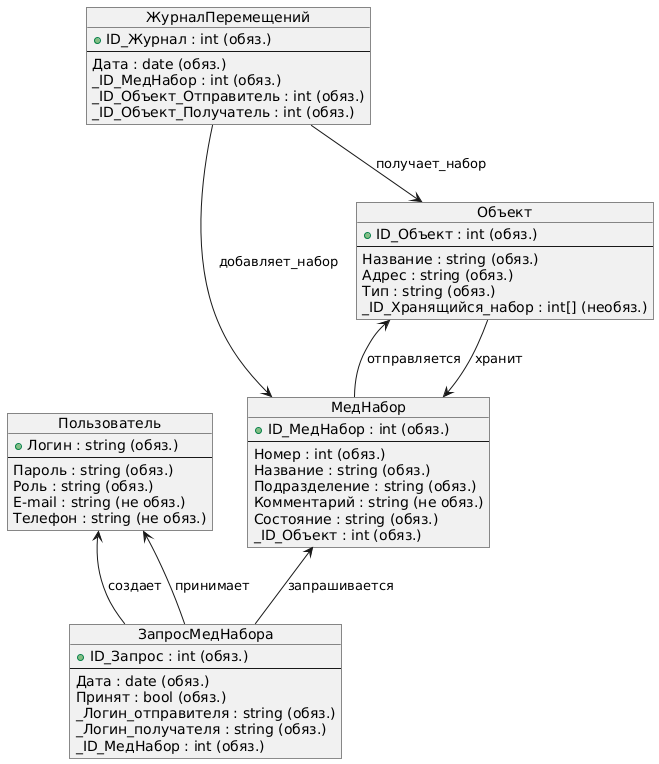 ЖурналПеремещений
ID_Журнал : int (обяз.)
Дата : date (обяз.)
_ID_МедНабор : int (обяз.)
_ID_Объект_Отправитель : int (обяз.)
_ID_Объект_Получатель : int (обяз.)
получает_набор
Объект
ID_Объект : int (обяз.)
Название : string (обяз.)
Адрес : string (обяз.)
Тип : string (обяз.)
_ID_Хранящийся_набор : int[] (необяз.)
добавляет_набор
отправляется
хранит
МедНабор
ID_МедНабор : int (обяз.)
Номер : int (обяз.)
Название : string (обяз.)
Подразделение : string (обяз.)
Комментарий : string (не обяз.)
Состояние : string (обяз.)
_ID_Объект : int (обяз.)
Пользователь
Логин : string (обяз.)
Пароль : string (обяз.)
Роль : string (обяз.)
E-mail : string (не обяз.)
Телефон : string (не обяз.)
создает
принимает
запрашивается
ЗапросМедНабора
ID_Запрос : int (обяз.)
Дата : date (обяз.)
Принят : bool (обяз.)
_Логин_отправителя : string (обяз.)
_Логин_получателя : string (обяз.)
_ID_МедНабор : int (обяз.)